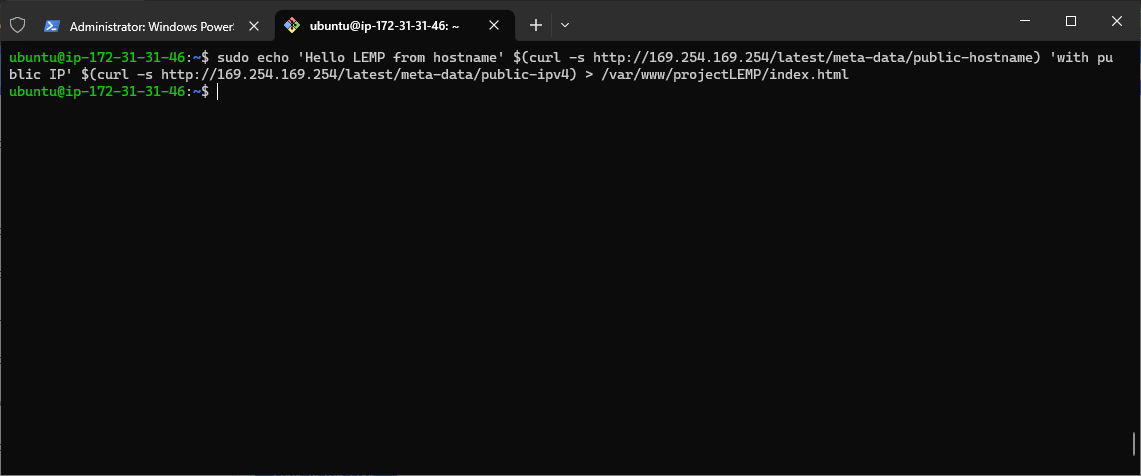 Administrator: Windows Power
ubuntu@ip-172-31-31-46: ~
ubuntu@ip-172-31-31-46:~$ sudo echo 'Hello LEMP from hostname' $(curl -s http://169.254.169.254/latest/meta-data/public-hostname) 'with pu
blic IP' $(curl -s http://169.254.169.254/latest/meta-data/public-ipv4) > /var/www/projectLEMP/index.html
ubuntu@ip-172-31-31-46:~$